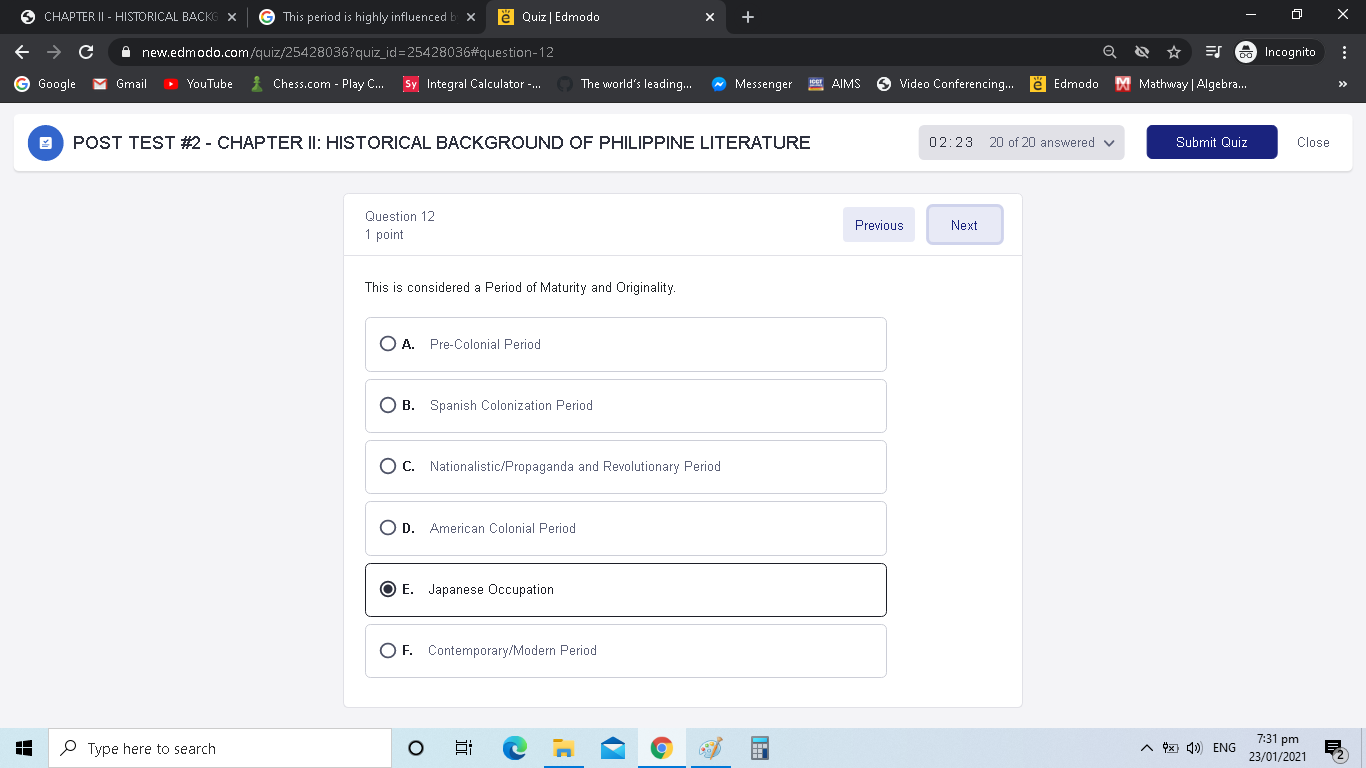 CHAPTER II - HISTORICAL BACKG
This period is highly influenced b
Quiz | Edmodo
new.edmodo.com/quiz/25428036?quiz_id=25428036#question-12
Incognito
Google
Gmail
YouTube
Chess.com - Play C...
Sy
Integral Calculator -...
The world's leading...
Messenger
AIMS
Video Conferencing...
Edmodo
Mathway | Algebra...
»
POST TEST #2 - CHAPTER II: HISTORICAL BACKGROUND OF PHILIPPINE LITERATURE
02:23 20 of 20 answered
Submit Quiz
Close
Question 12
1 point
Previous
Next
This is considered a Period of Maturity and Originality.
A. Pre-Colonial Period
B. Spanish Colonization Period
C. Nationalistic/Propaganda and Revolutionary Period
D. American Colonial Period
E. Japanese Occupation
F. Contemporary/Modern Period
Type here to search
ENG
7:31 pm
23/01/2021
2